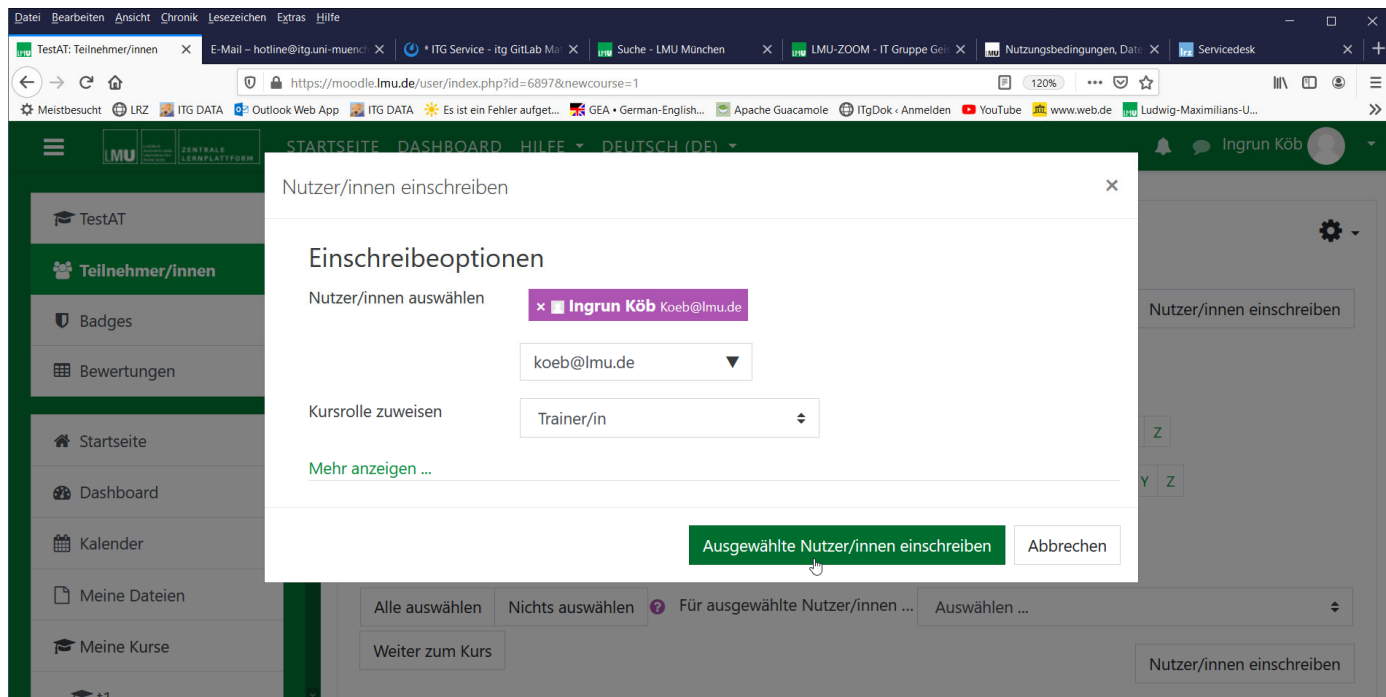 Datei Bearbeiten Ansicht Chronik Lesezeichen Extras Hilfe
TestAT: Teilnehmer/innen
E-Mail – hotline@itg.uni-muench
* ITG Service - itg GitLab Mat
Suche - LMU München
LMU-ZOOM - IT Gruppe Geis
Nutzungsbedingungen, Date
Servicedesk
https://moodle.lmu.de/user/index.php?id=6897&newcourse=1
120%
Meistbesucht LRZ ITG DATA Outlook Web App ITG DATA Es ist ein Fehler aufget... GEA • German-English... Apache Guacamole ITgDok ‹ Anmelden YouTube www.web.de Ludwig-Maximilians-U...
LMU ZENTRALE
LERNPLATTFORM
STARTSEITE DASHBOARD HILFE DEUTSCH (DE) Ingrun Köb
Nutzer/innen einschreiben
TestAT
Teilnehmer/innen
Badges
Bewertungen
Startseite
Dashboard
Kalender
Meine Dateien
Meine Kurse
t1
Einschreibeoptionen
Nutzer/innen auswählen
× Ingrun Köb Koeb@lmu.de
koeb@lmu.de
Kursrolle zuweisen
Trainer/in
Mehr anzeigen ...
Ausgewählte Nutzer/innen einschreiben
Abbrechen
Nutzer/innen einschreiben
Z
Y Z
Alle auswählen Nichts auswählen Für ausgewählte Nutzer/innen ... Auswählen ...
Weiter zum Kurs
Nutzer/innen einschreiben